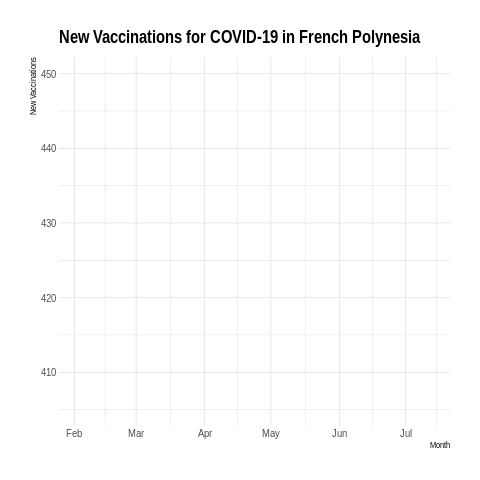 New Vaccinations for COVID-19 in French Polynesia
New Vaccinations
450
440
430
420
410
Feb Mar Apr May Jun Jul
Month